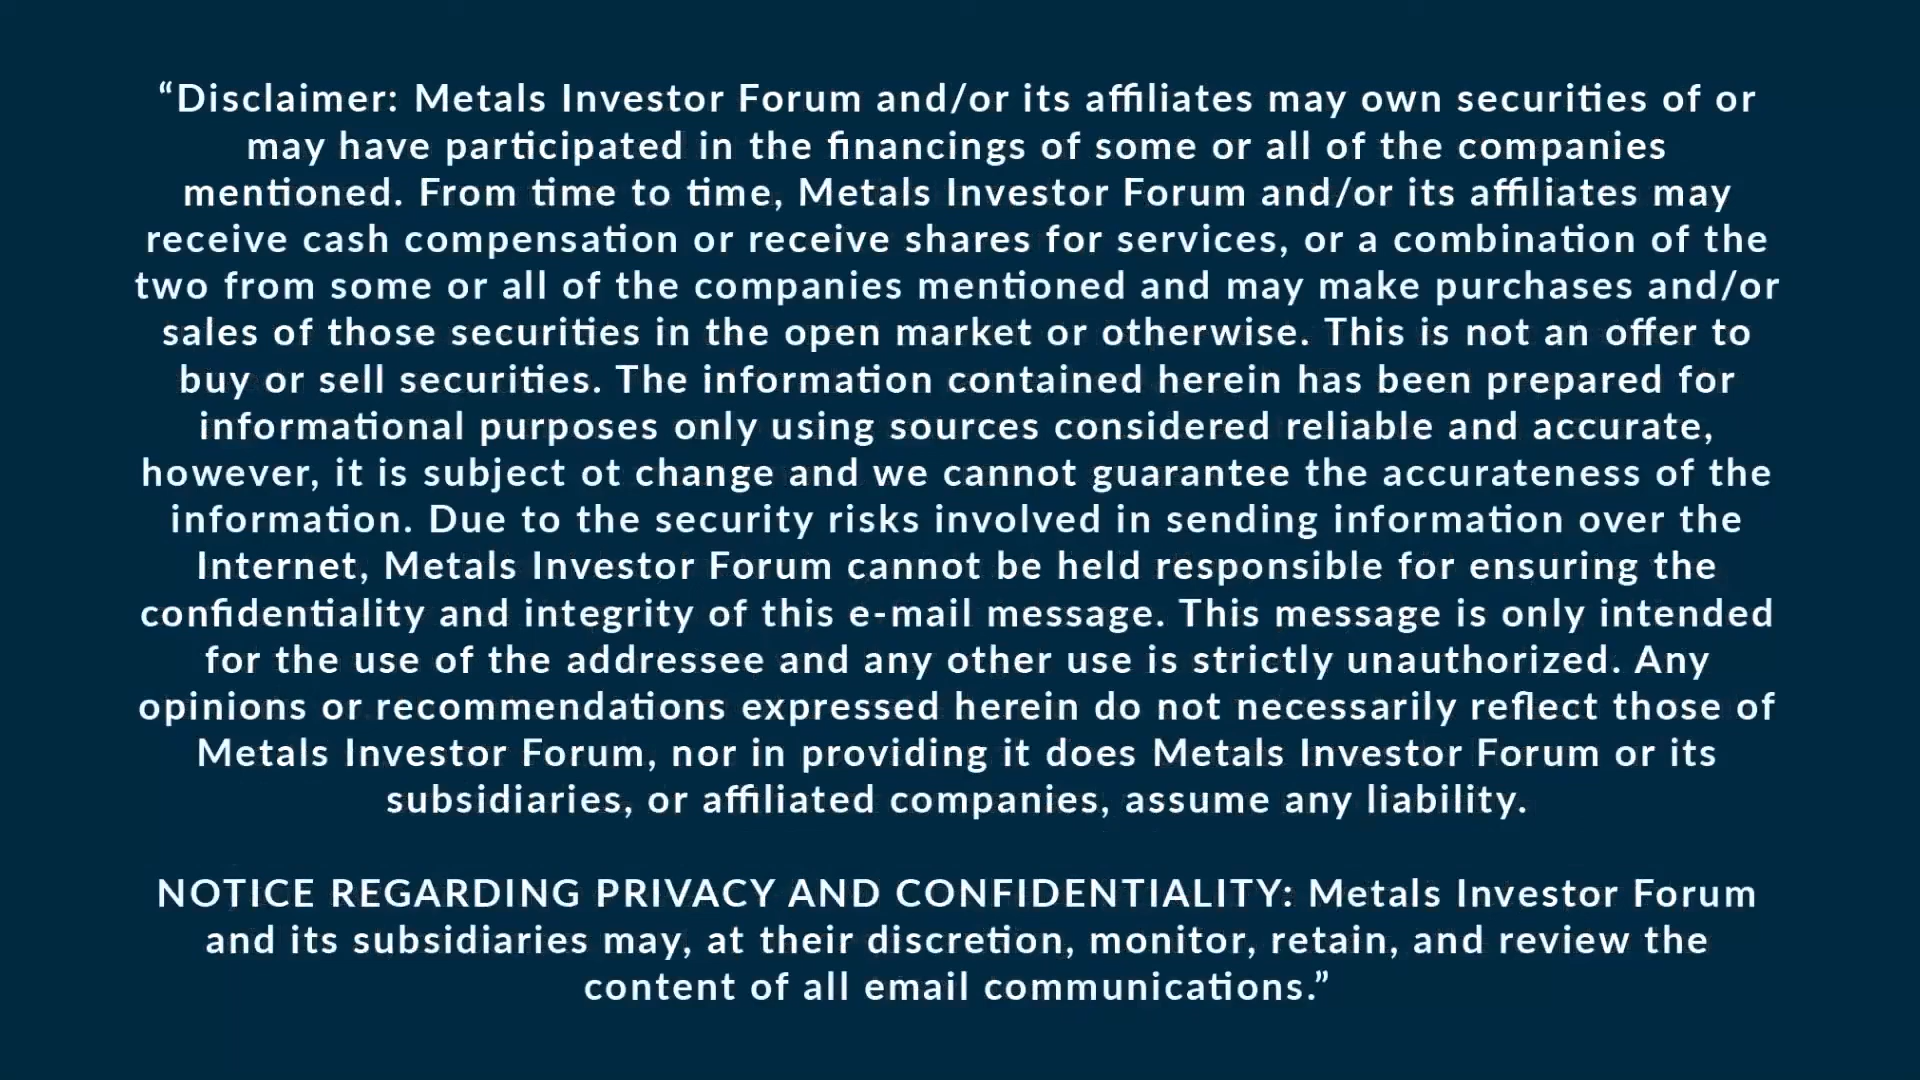 “Disclaimer: Metals Investor Forum and/or its affiliates may own securities of or
may have participated in the financings of some or all of the companies
mentioned. From time to time, Metals Investor Forum and/or its affiliates may
receive cash compensation or receive shares for services, or a combination of the
two from some or all of the companies mentioned and may make purchases and/or
sales of those securities in the open market or otherwise. This is not an offer to
buy or sell securities. The information contained herein has been prepared for
informational purposes only using sources considered reliable and accurate,
however, it is subject ot change and we cannot guarantee the accurateness of the
information. Due to the security risks involved in sending information over the
Internet, Metals Investor Forum cannot be held responsible for ensuring the
confidentiality and integrity of this e-mail message. This message is only intended
for the use of the addressee and any other use is strictly unauthorized. Any
opinions or recommendations expressed herein do not necessarily reflect those of
Metals Investor Forum, nor in providing it does Metals Investor Forum or its
subsidiaries, or affiliated companies, assume any liability.
NOTICE REGARDING PRIVACY AND CONFIDENTIALITY: Metals Investor Forum
and its subsidiaries may, at their discretion, monitor, retain, and review the
content of all email communications.”